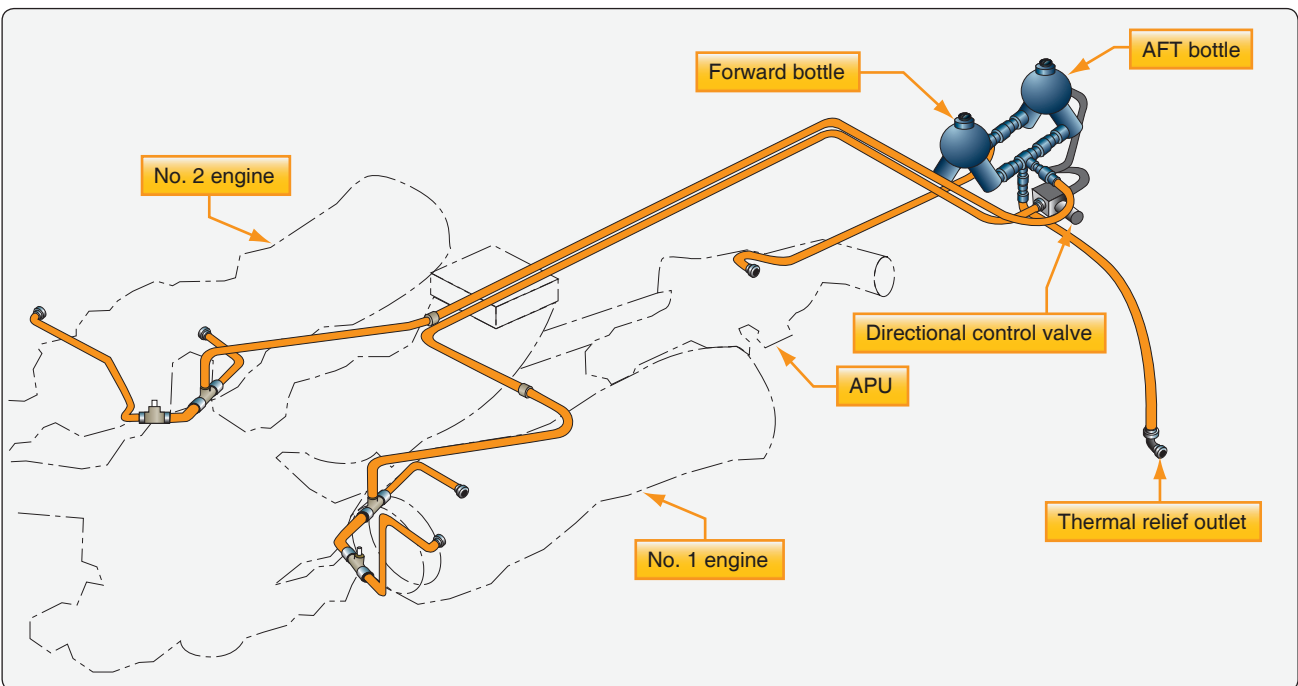 AFT bottle
Forward bottle
No. 2 engine
Directional control valve
APU
Thermal relief outlet
No. 1 engine